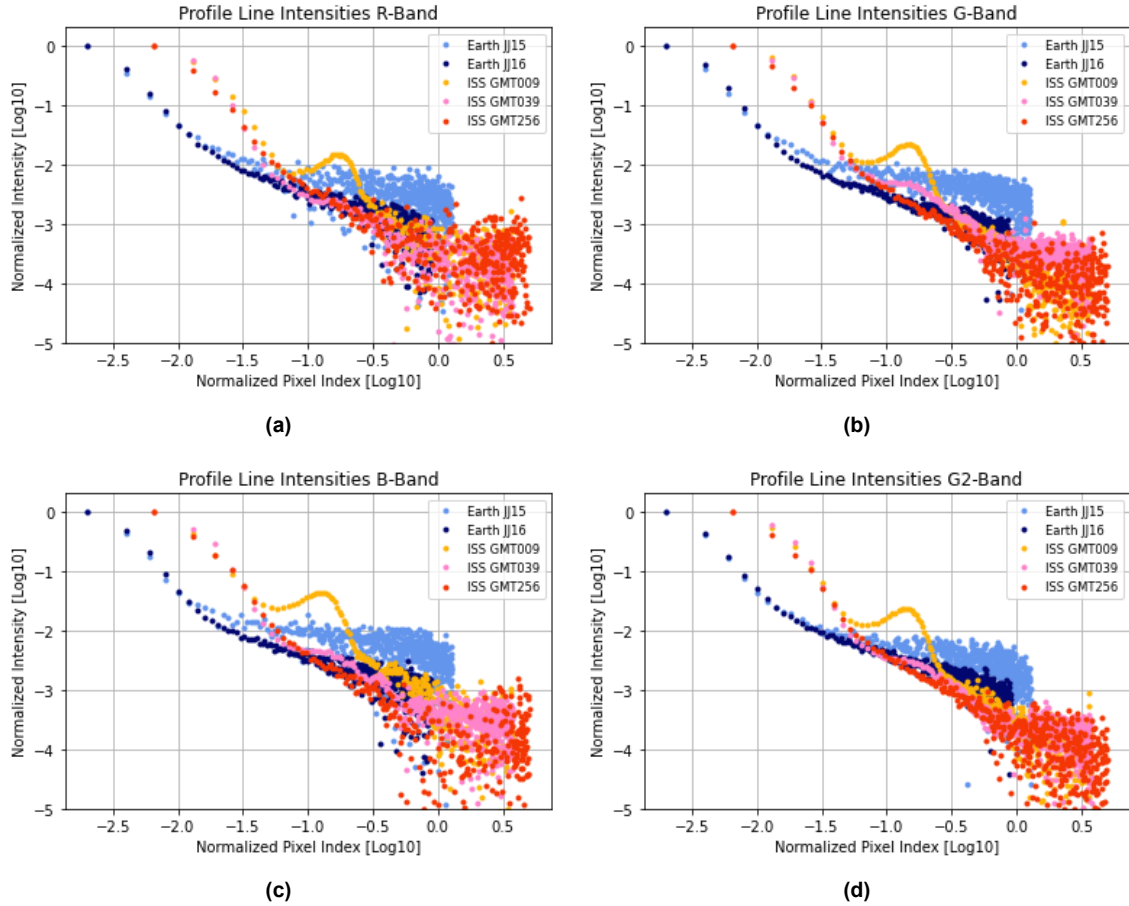 Profile Line Intensities R-Band
Normalized Intensity [Log10]
0
−1
−2
−3
−4
−5
Earth JJ15
Earth JJ16
ISS GMT009
ISS GMT039
ISS GMT256
−2.5 −2.0 −1.5 −1.0 −0.5 0.0 0.5
Normalized Pixel Index [Log10]
(a)
Profile Line Intensities G-Band
Normalized Intensity [Log10]
0
−1
−2
−3
−4
−5
Earth JJ15
Earth JJ16
ISS GMT009
ISS GMT039
ISS GMT256
−2.5 −2.0 −1.5 −1.0 −0.5 0.0 0.5
Normalized Pixel Index [Log10]
(b)
Profile Line Intensities B-Band
Normalized Intensity [Log10]
0
−1
−2
−3
−4
−5
Earth JJ15
Earth JJ16
ISS GMT009
ISS GMT039
ISS GMT256
−2.5 −2.0 −1.5 −1.0 −0.5 0.0 0.5
Normalized Pixel Index [Log10]
(c)
Profile Line Intensities G2-Band
Normalized Intensity [Log10]
0
−1
−2
−3
−4
−5
Earth JJ15
Earth JJ16
ISS GMT009
ISS GMT039
ISS GMT256
−2.5 −2.0 −1.5 −1.0 −0.5 0.0 0.5
Normalized Pixel Index [Log10]
(d)